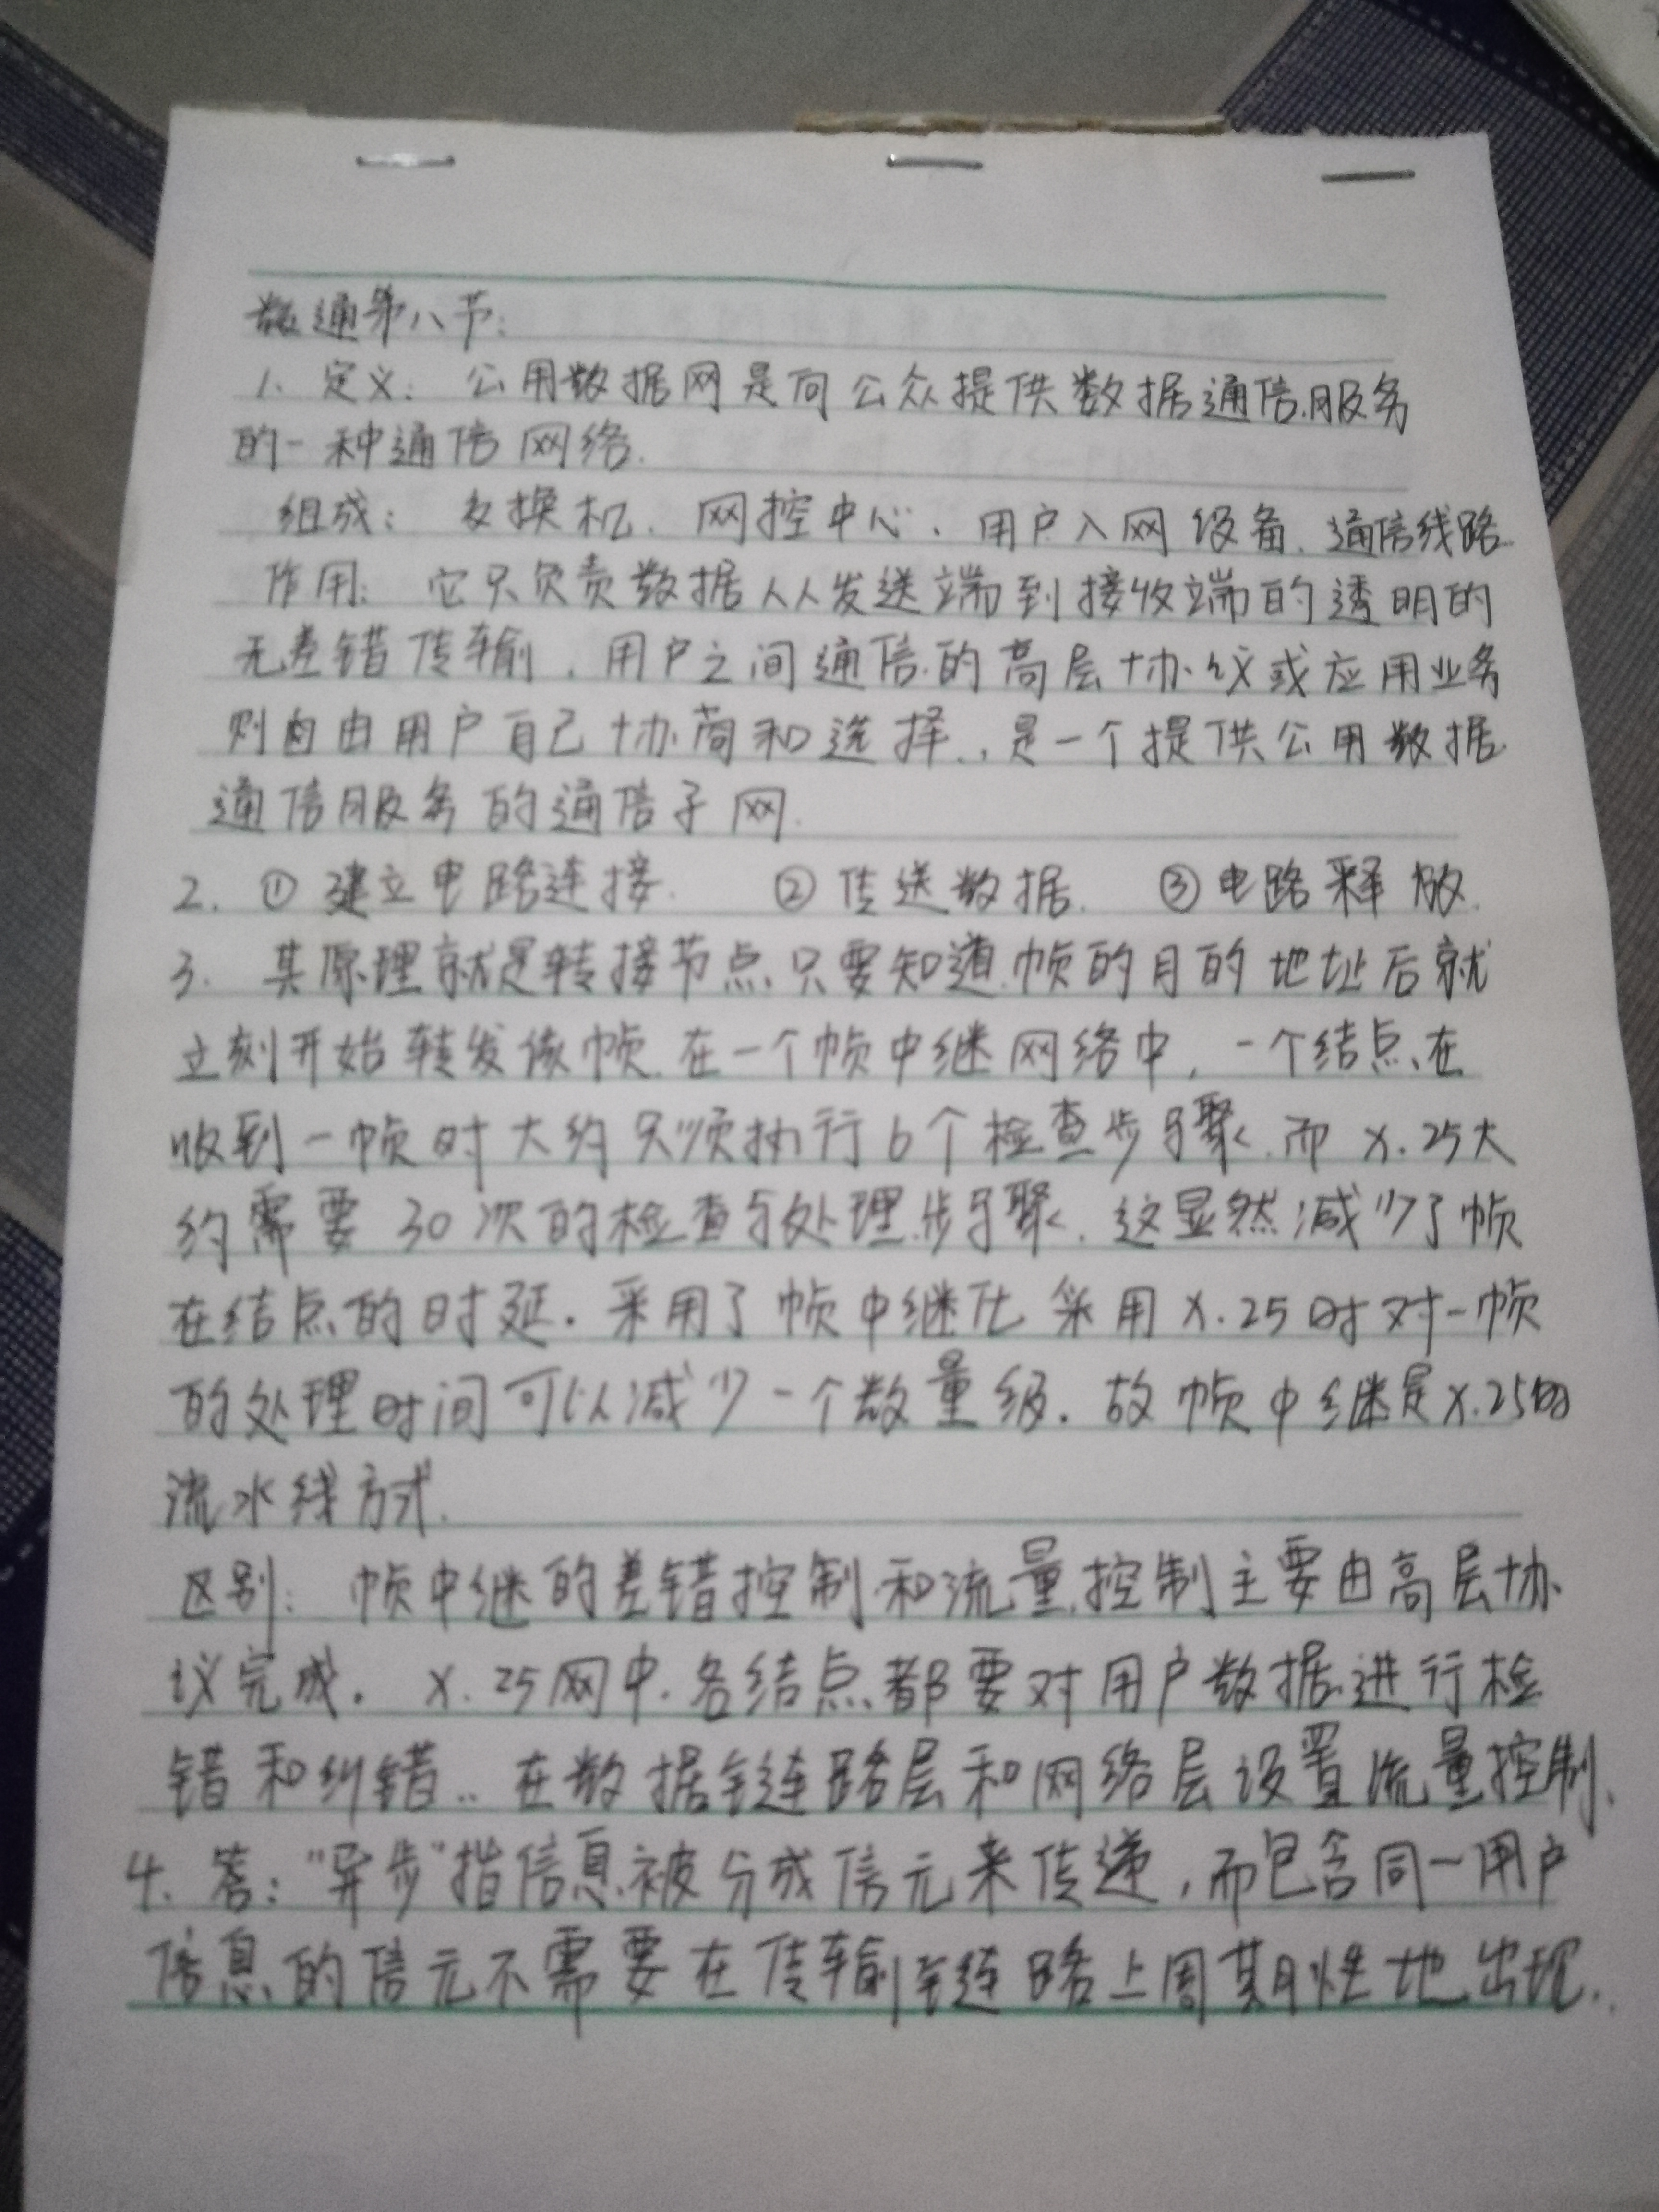 数通第八节:
1. 定义: 公用数据网是向公众提供数据通信服务
的一种通信网络.
组成: 交换机、网控中心、用户入网设备、通信线路.
作用: 它只负责数据从发送端到接收端的透明的
无差错传输,用户之间通信的高层协议或应用业务
则由由用户自己协商和选择.,是一个提供公用数据
通信服务的通信子网.
2. ① 建立电路连接. ② 传送数据. ③ 电路释放.
3. 其原理就是转接节点只要知道帧的目的地址后就
立刻开始转发该帧.在一个帧中继网络中,一个结点在
收到一帧时大约只须执行6个检查步骤.而X.25大
约需要30次的检查与处理步骤.这显然减少了帧
在结点的时延.采用了帧中继比采用X.25时对一帧
的处理时间可以减少一个数量级.故帧中继是X.25的
流水线方式.
区别: 帧中继的差错控制和流量控制主要由高层协
议完成. X.25网中.各结点都要对用户数据进行检
错和纠错..在数据链路层和网络层设置流量控制.
4. 答:“异步”指信息被分成信元来传递,而包含同一用户
信息的信元不需要在传输链路上周期性地出现.